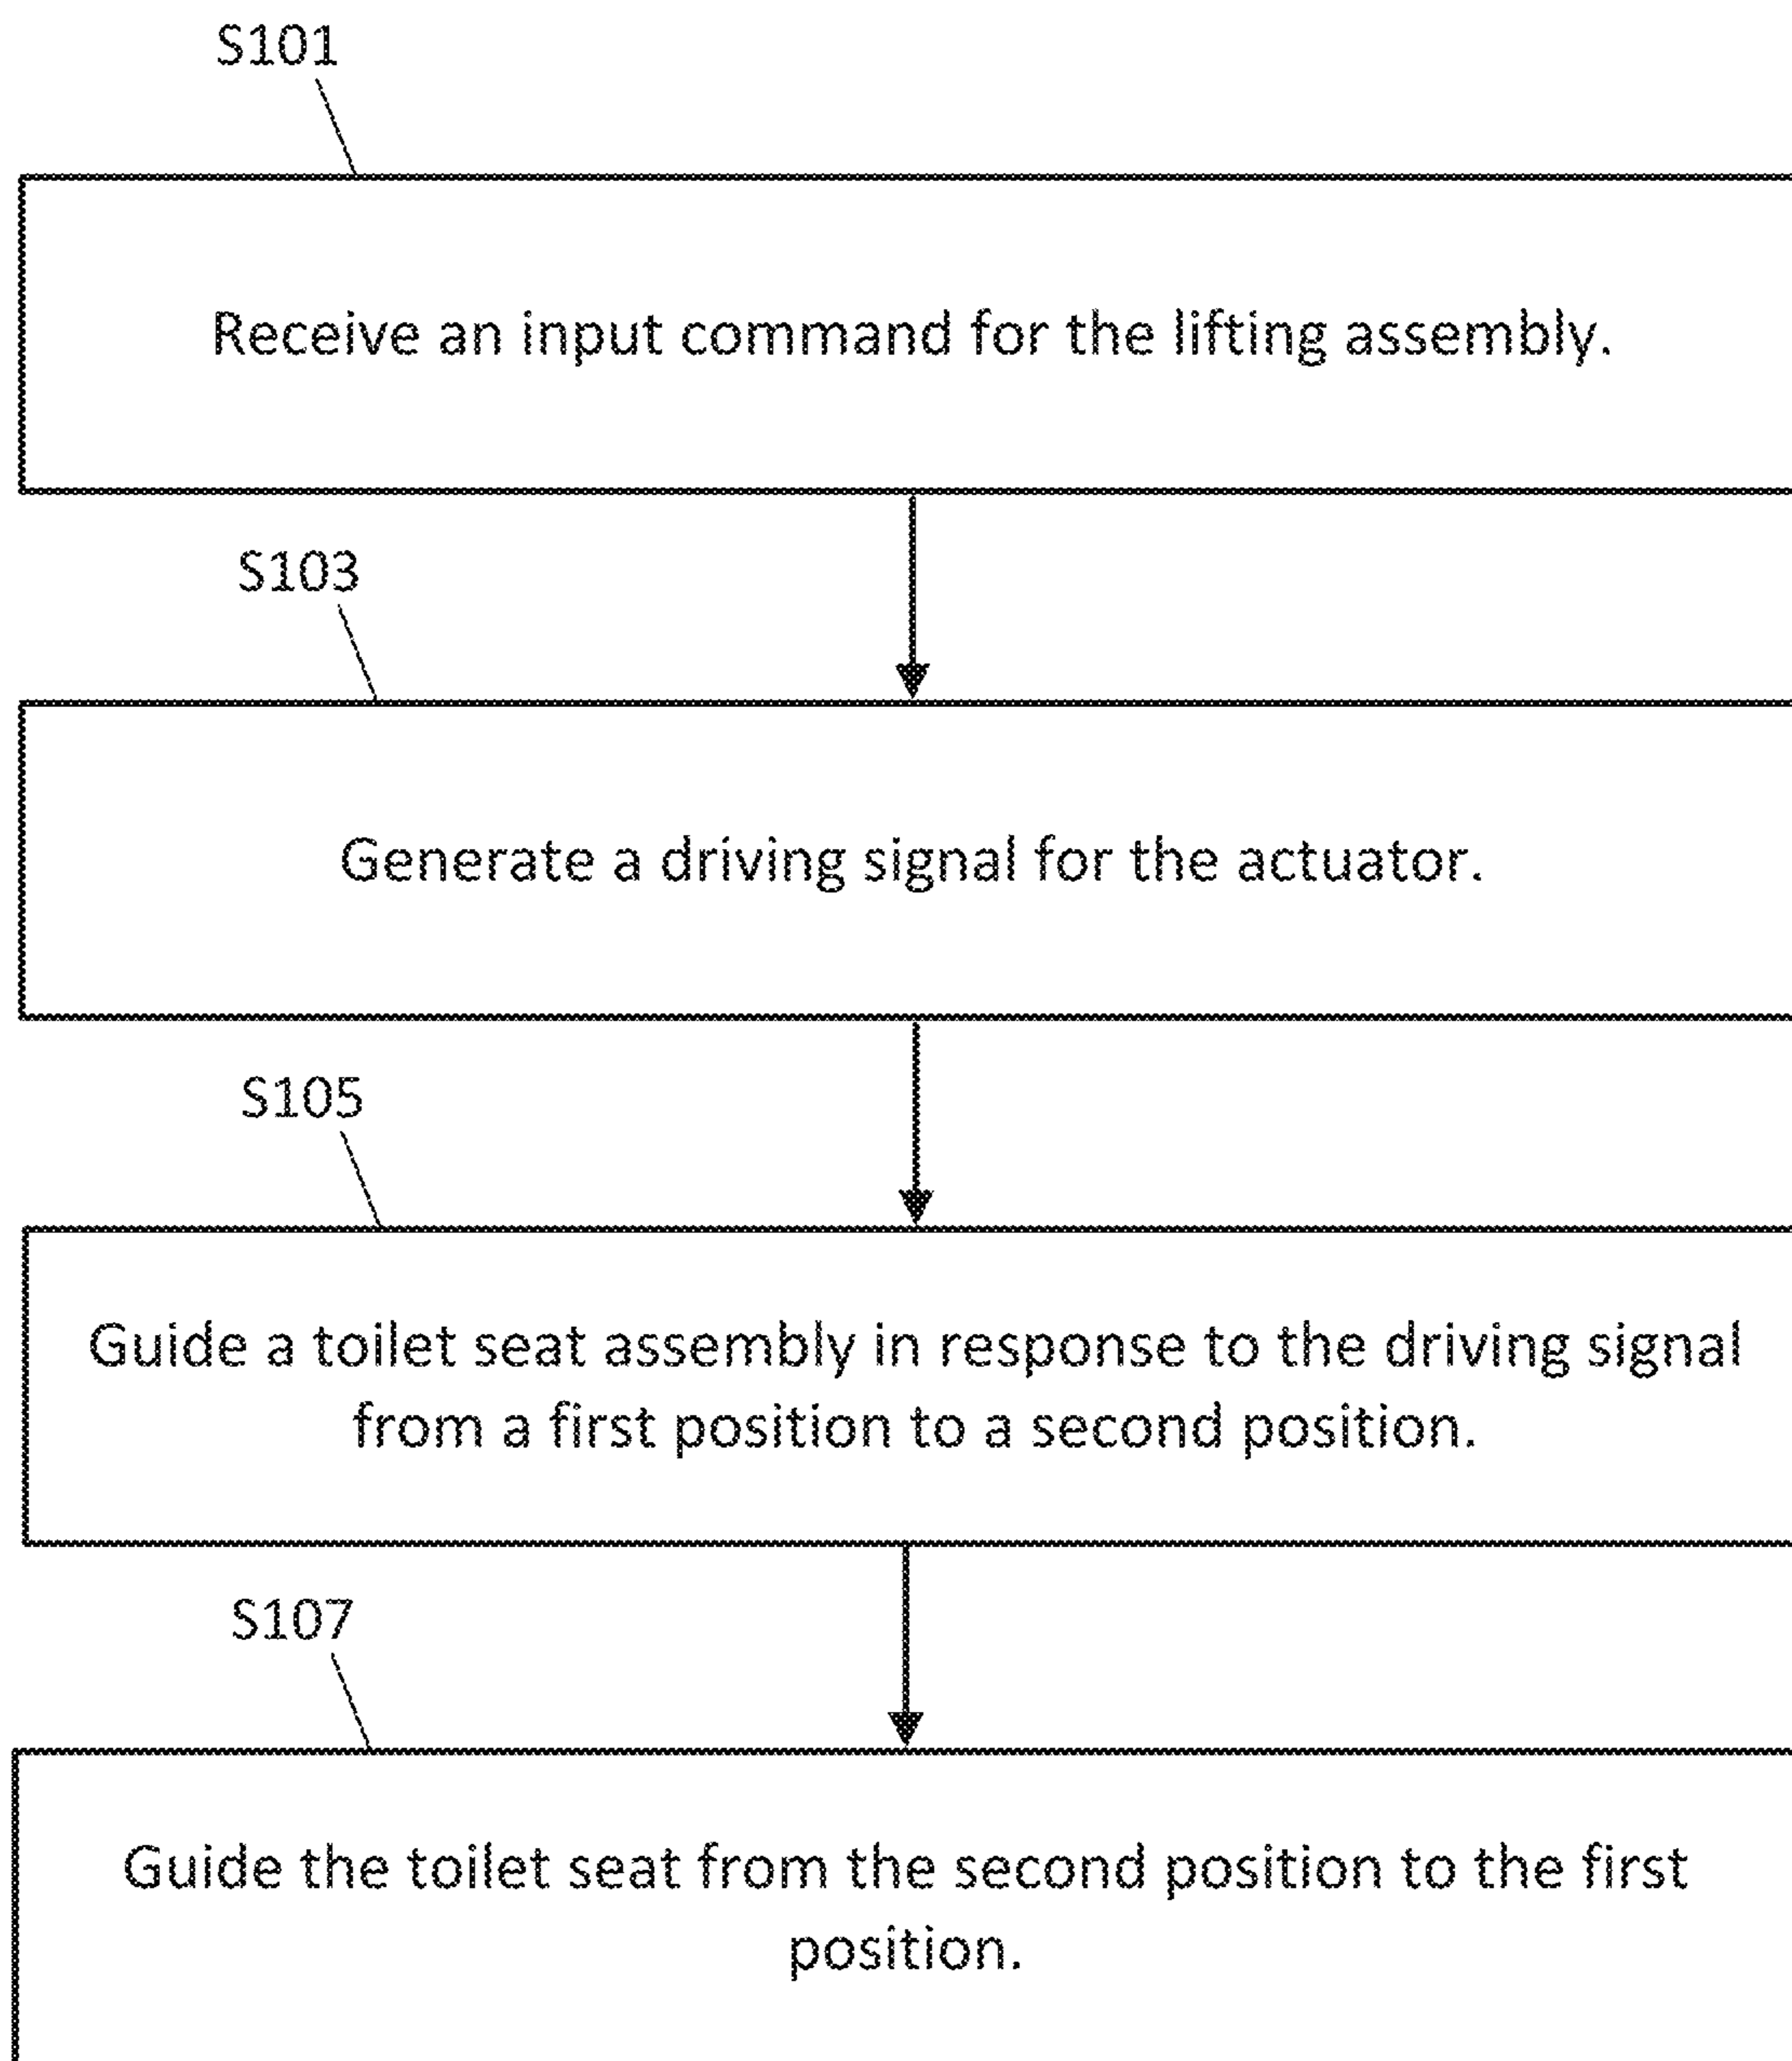 S101
Receive an input command for the lifting assembly.
S103
Generate a driving signal for the actuator.
S105
Guide a toilet seat assembly in response to the driving signal
from a first position to a second position.
S107
Guide the toilet seat from the second position to the first
position.